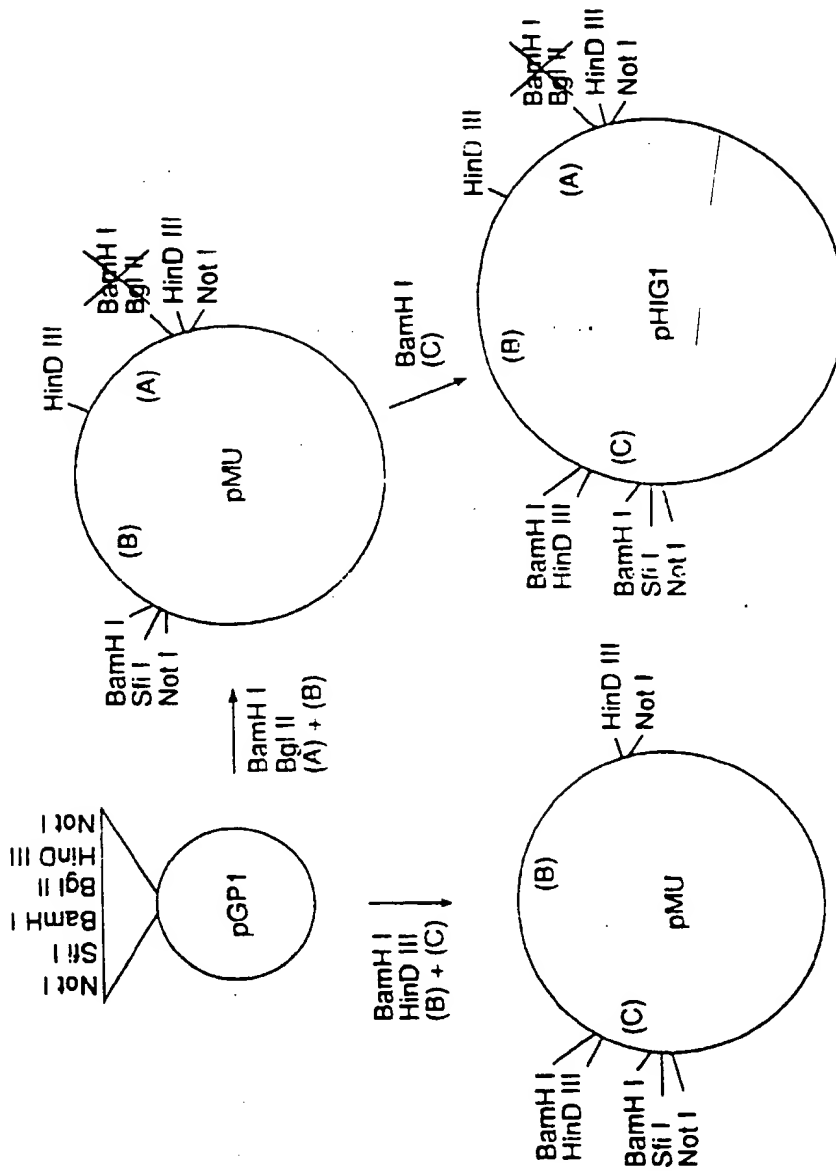 Not I
Sfi I
BamH I
Bgl II
HinD III
Not I
pGP1
BamH I
Bgl II
(A) + (B)
BamH I
Sfi I
Not I
HinD III
BamH I
Bgl II
HinD III
Not I
(B)
(A)
pMU
BamH I
HinD III
(B) + (C)
BamH I
(C)
BamH I
HinD III
BamH I
Sfi I
Not I
HinD III
Not I
(C)
(B)
pMU
BamH I
HinD III
BamH I
Sfi I
Not I
HinD III
BamH I
Bgl II
HinD III
Not I
(C)
(B)
(A)
pHIG1